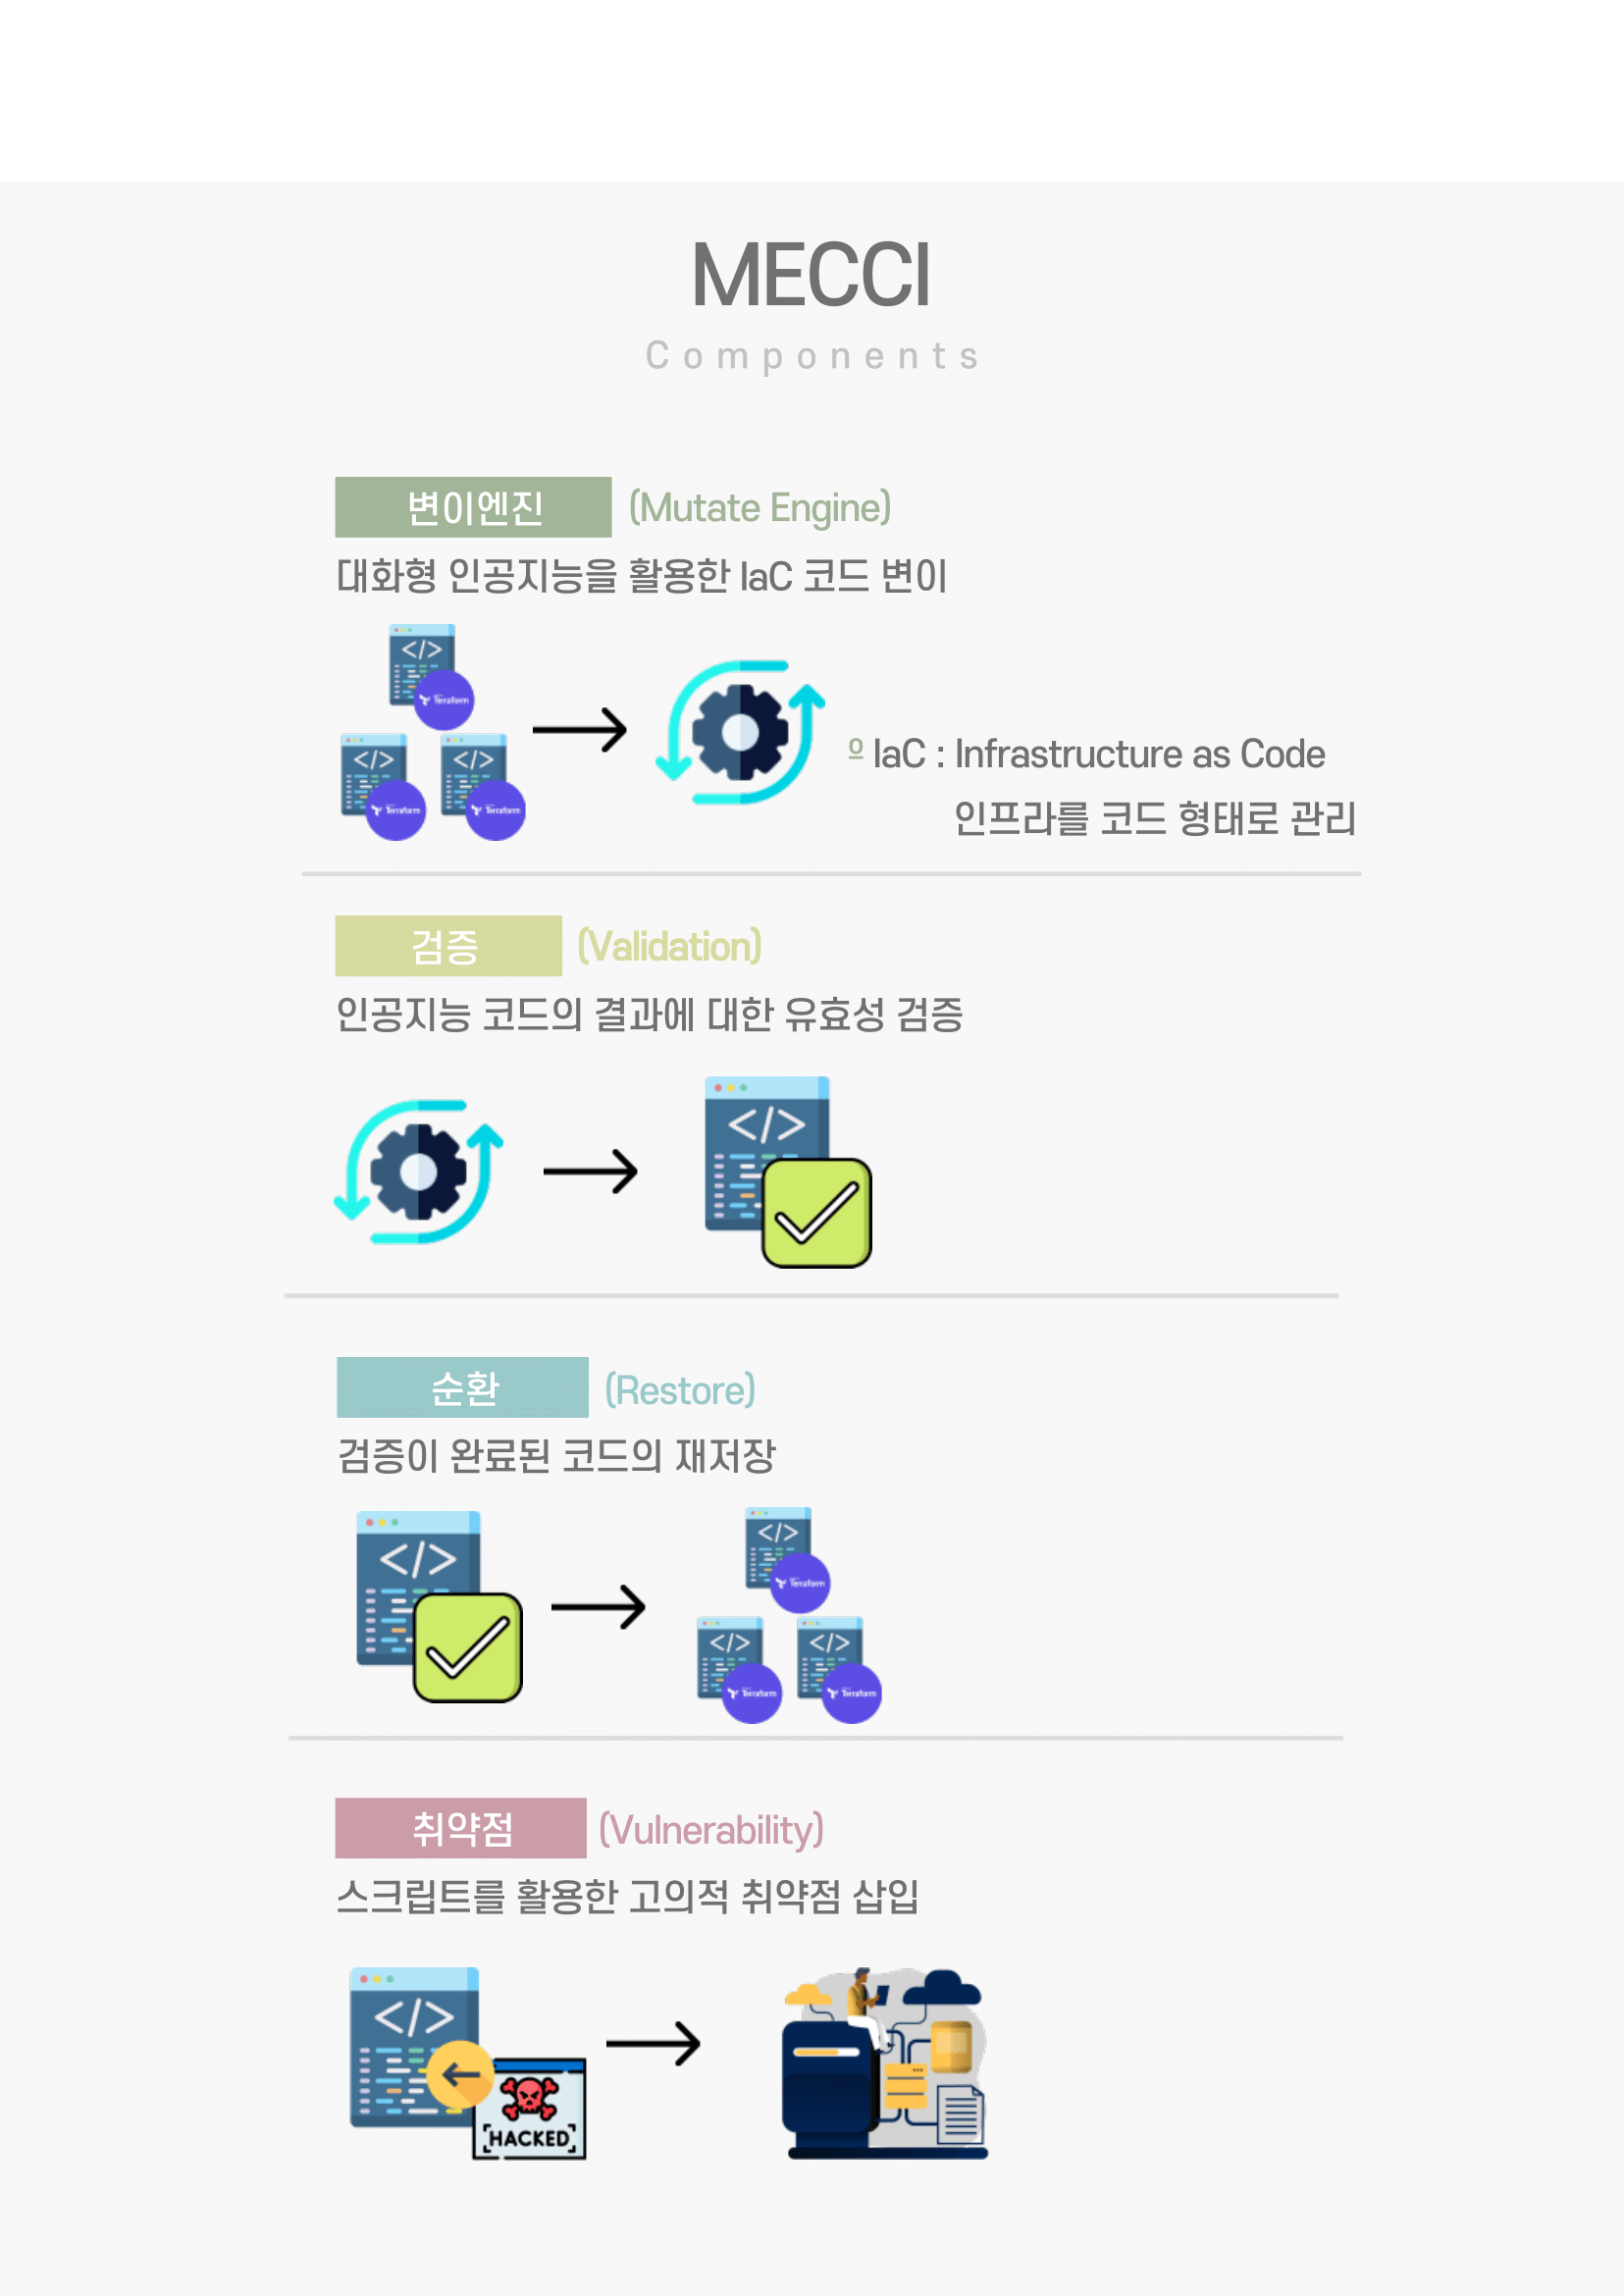 MECCI
Components
변이엔진 (Mutate Engine)
대화형 인공지능을 활용한 IaC 코드 변이
</>
Terraform
</> </>
Terraform Terraform
º IaC : Infrastructure as Code
인프라를 코드 형태로 관리
검증 (Validation)
인공지능 코드의 결과에 대한 유효성 검증
</>
순환 (Restore)
검증이 완료된 코드의 재저장
</>
</>
Terraform
</> </>
Terraform Terraform
취약점 (Vulnerability)
스크립트를 활용한 고의적 취약점 삽입
</>
HACKED